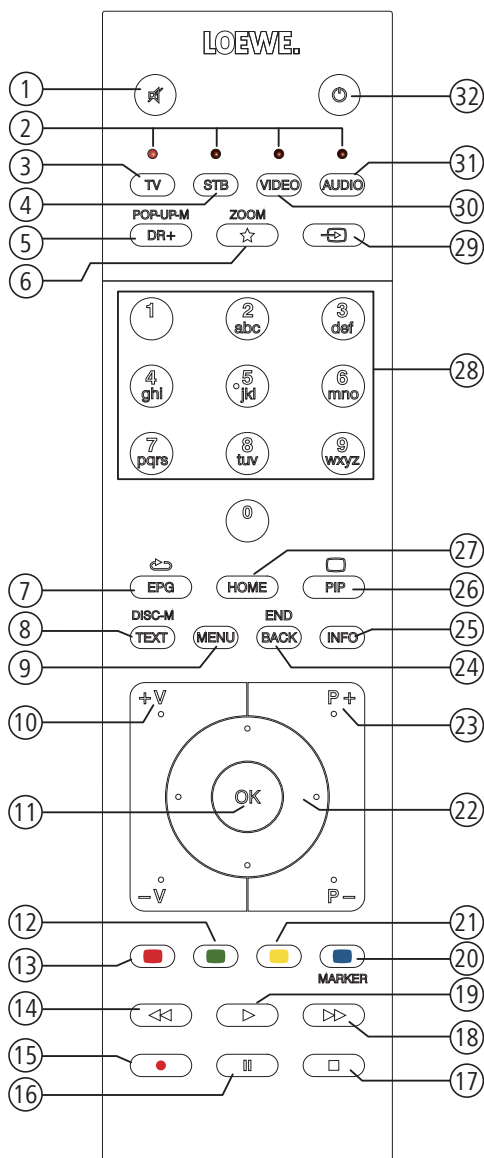 LOEWE.
1
32
2
3
TV
STB
VIDEO
AUDIO
31
4
30
POP-UP-M
ZOOM
5
DR+
29
6
1
2
abc
3
def
4
ghi
5
jkl
6
mno
28
7
pqrs
8
tuv
9
wxyz
0
27
7
EPG
HOME
PIP
26
DISC-M
END
8
TEXT
MENU
BACK
INFO
25
9
24
+V
P+
10
23
11
OK
22
−V
P−
12
21
13
20
MARKER
14
19
18
15
16
17